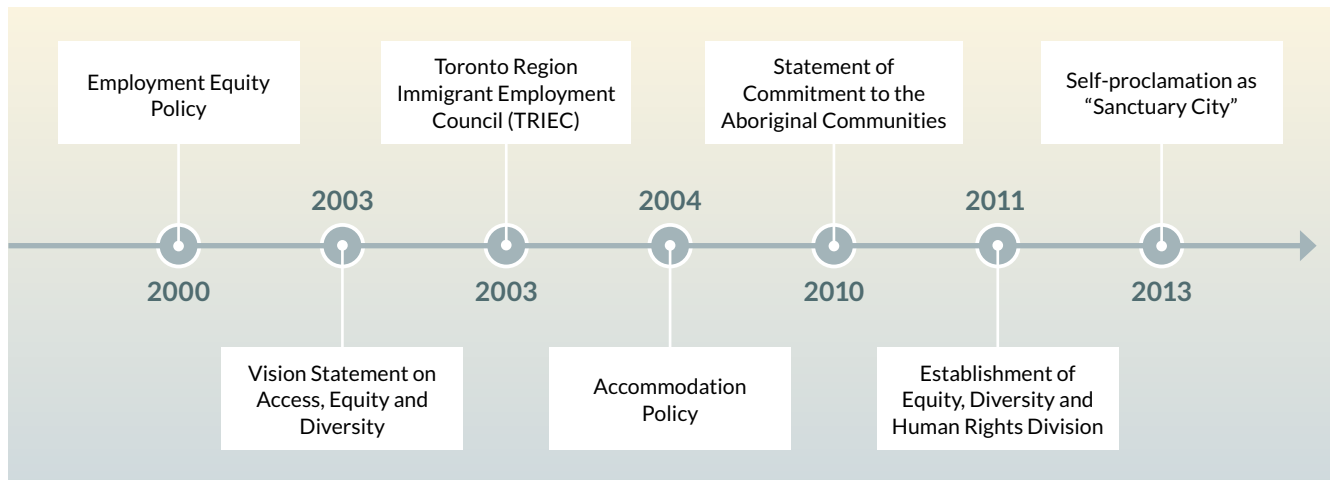 Employment Equity
Policy
2000
2003
Vision Statement on
Access, Equity and
Diversity
Toronto Region
Immigrant Employment
Council (TRIEC)
2003
2004
Accommodation
Policy
Statement of
Commitment to the
Aboriginal Communities
2010
2011
Establishment of
Equity, Diversity and
Human Rights Division
Self-proclamation as
“Sanctuary City”
2013